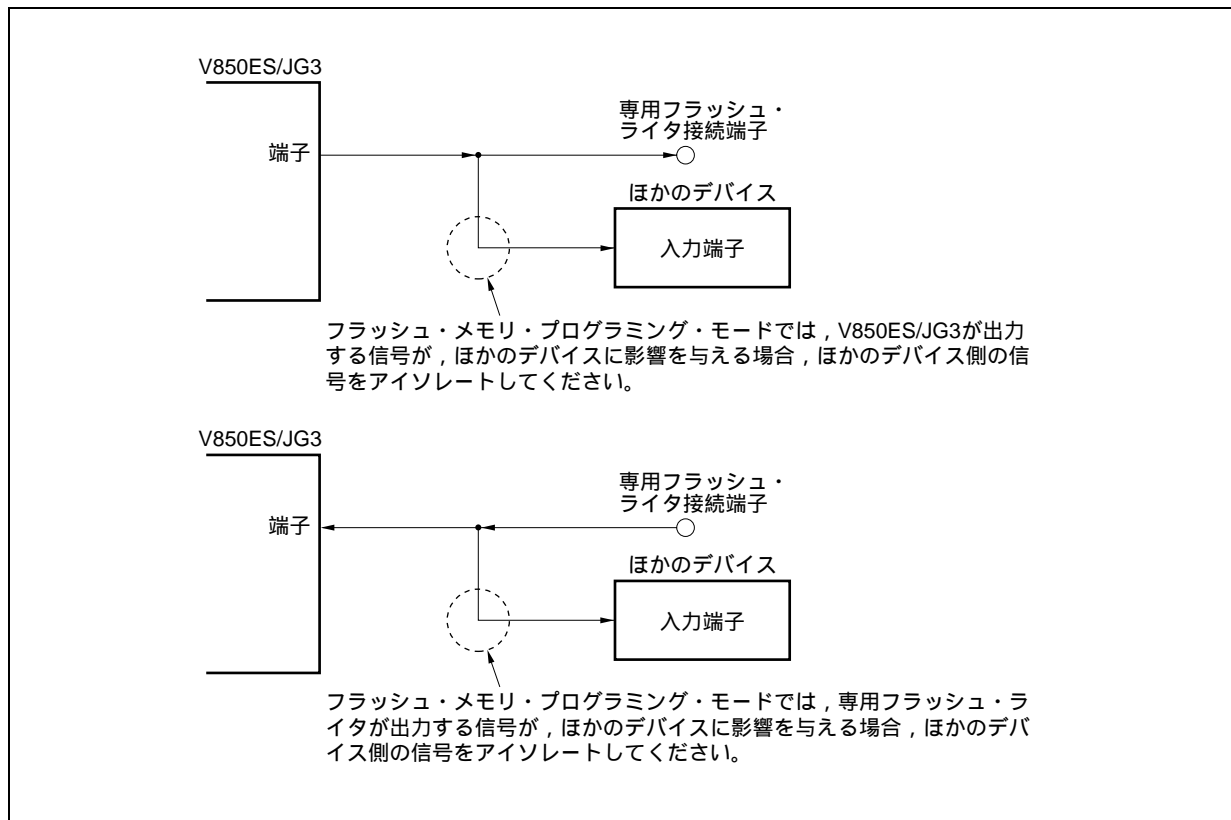 V850ES/JG3
専用フラッシュ・
ライタ接続端子
端子
ほかのデバイス
入力端子
フラッシュ・メモリ・プログラミング・モードでは，V850ES/JG3が出力
する信号が，ほかのデバイスに影響を与える場合，ほかのデバイス側の信
号をアイソレートしてください。
V850ES/JG3
専用フラッシュ・
ライタ接続端子
端子
ほかのデバイス
入力端子
フラッシュ・メモリ・プログラミング・モードでは，専用フラッシュ・ラ
イタが出力する信号が，ほかのデバイスに影響を与える場合，ほかのデバ
イス側の信号をアイソレートしてください。